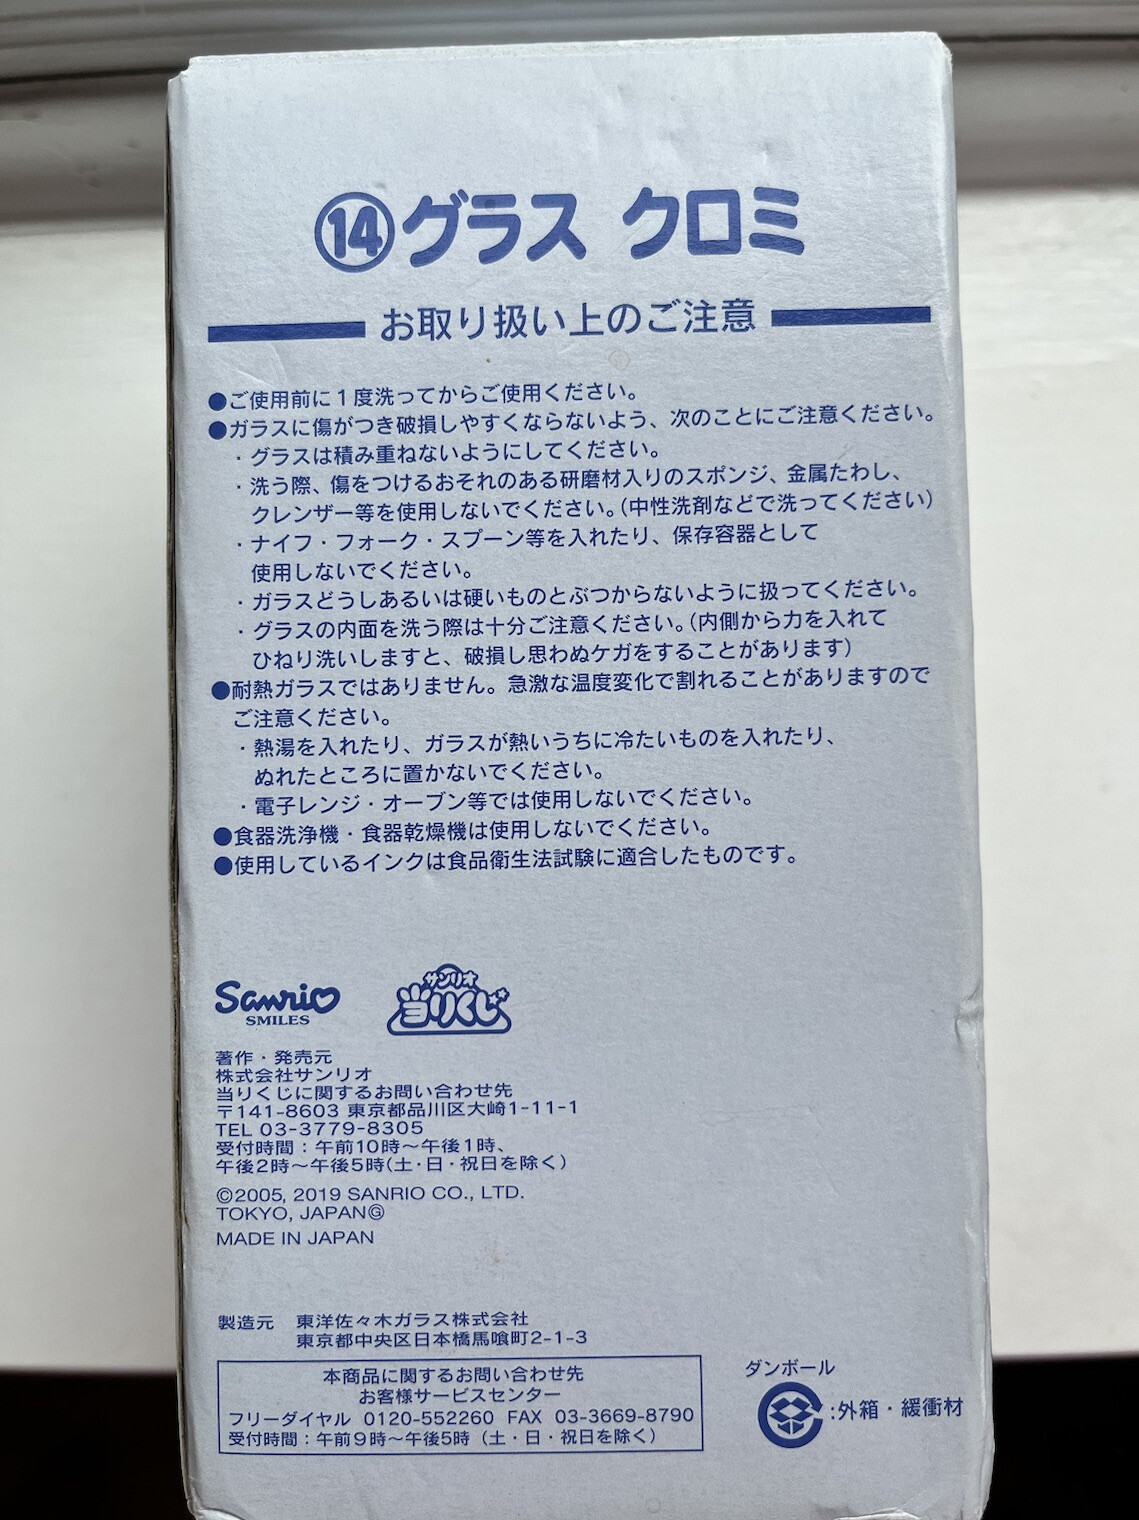 ⑭グラス クロミ
お取り扱い上のご注意
●ご使用前に１度洗ってからご使用ください。
●ガラスに傷がつき破損しやすくならないよう、次のことにご注意ください。
・グラスは積み重ねないようにしてください。
・洗う際、傷をつけるおそれのある研磨材入りのスポンジ、金属たわし、
クレンザー等を使用しないでください。(中性洗剤などで洗ってください)
・ナイフ・フォーク・スプーン等を入れたり、保存容器として
使用しないでください。
・ガラスどうしあるいは硬いものとぶつからないように扱ってください。
・グラスの内面を洗う際は十分ご注意ください。(内側から力を入れて
ひねり洗いしますと、破損し思わぬケガをすることがあります)
●耐熱ガラスではありません。急激な温度変化で割れることがありますので
ご注意ください。
・熱湯を入れたり、ガラスが熱いうちに冷たいものを入れたり、
ぬれたところに置かないでください。
・電子レンジ・オーブン等では使用しないでください。
●食器洗浄機・食器乾燥機は使用しないでください。
●使用しているインクは食品衛生法試験に適合したものです。
Sanrio
SMILES
サンリオ
当りくじ
著作・発売元
株式会社サンリオ
当りくじに関するお問い合わせ先
〒141-8603 東京都品川区大崎1-11-1
TEL 03-3779-8305
受付時間：午前10時〜午後1時、
午後2時〜午後5時(土・日・祝日を除く)
©2005, 2019 SANRIO CO., LTD.
TOKYO, JAPANⒼ
MADE IN JAPAN
製造元 東洋佐々木ガラス株式会社
東京都中央区日本橋馬喰町2-1-3
本商品に関するお問い合わせ先
お客様サービスセンター
フリーダイヤル 0120-552260 FAX 03-3669-8790
受付時間：午前９時〜午後5時（土・日・祝日を除く）
ダンボール
:外箱・緩衝材